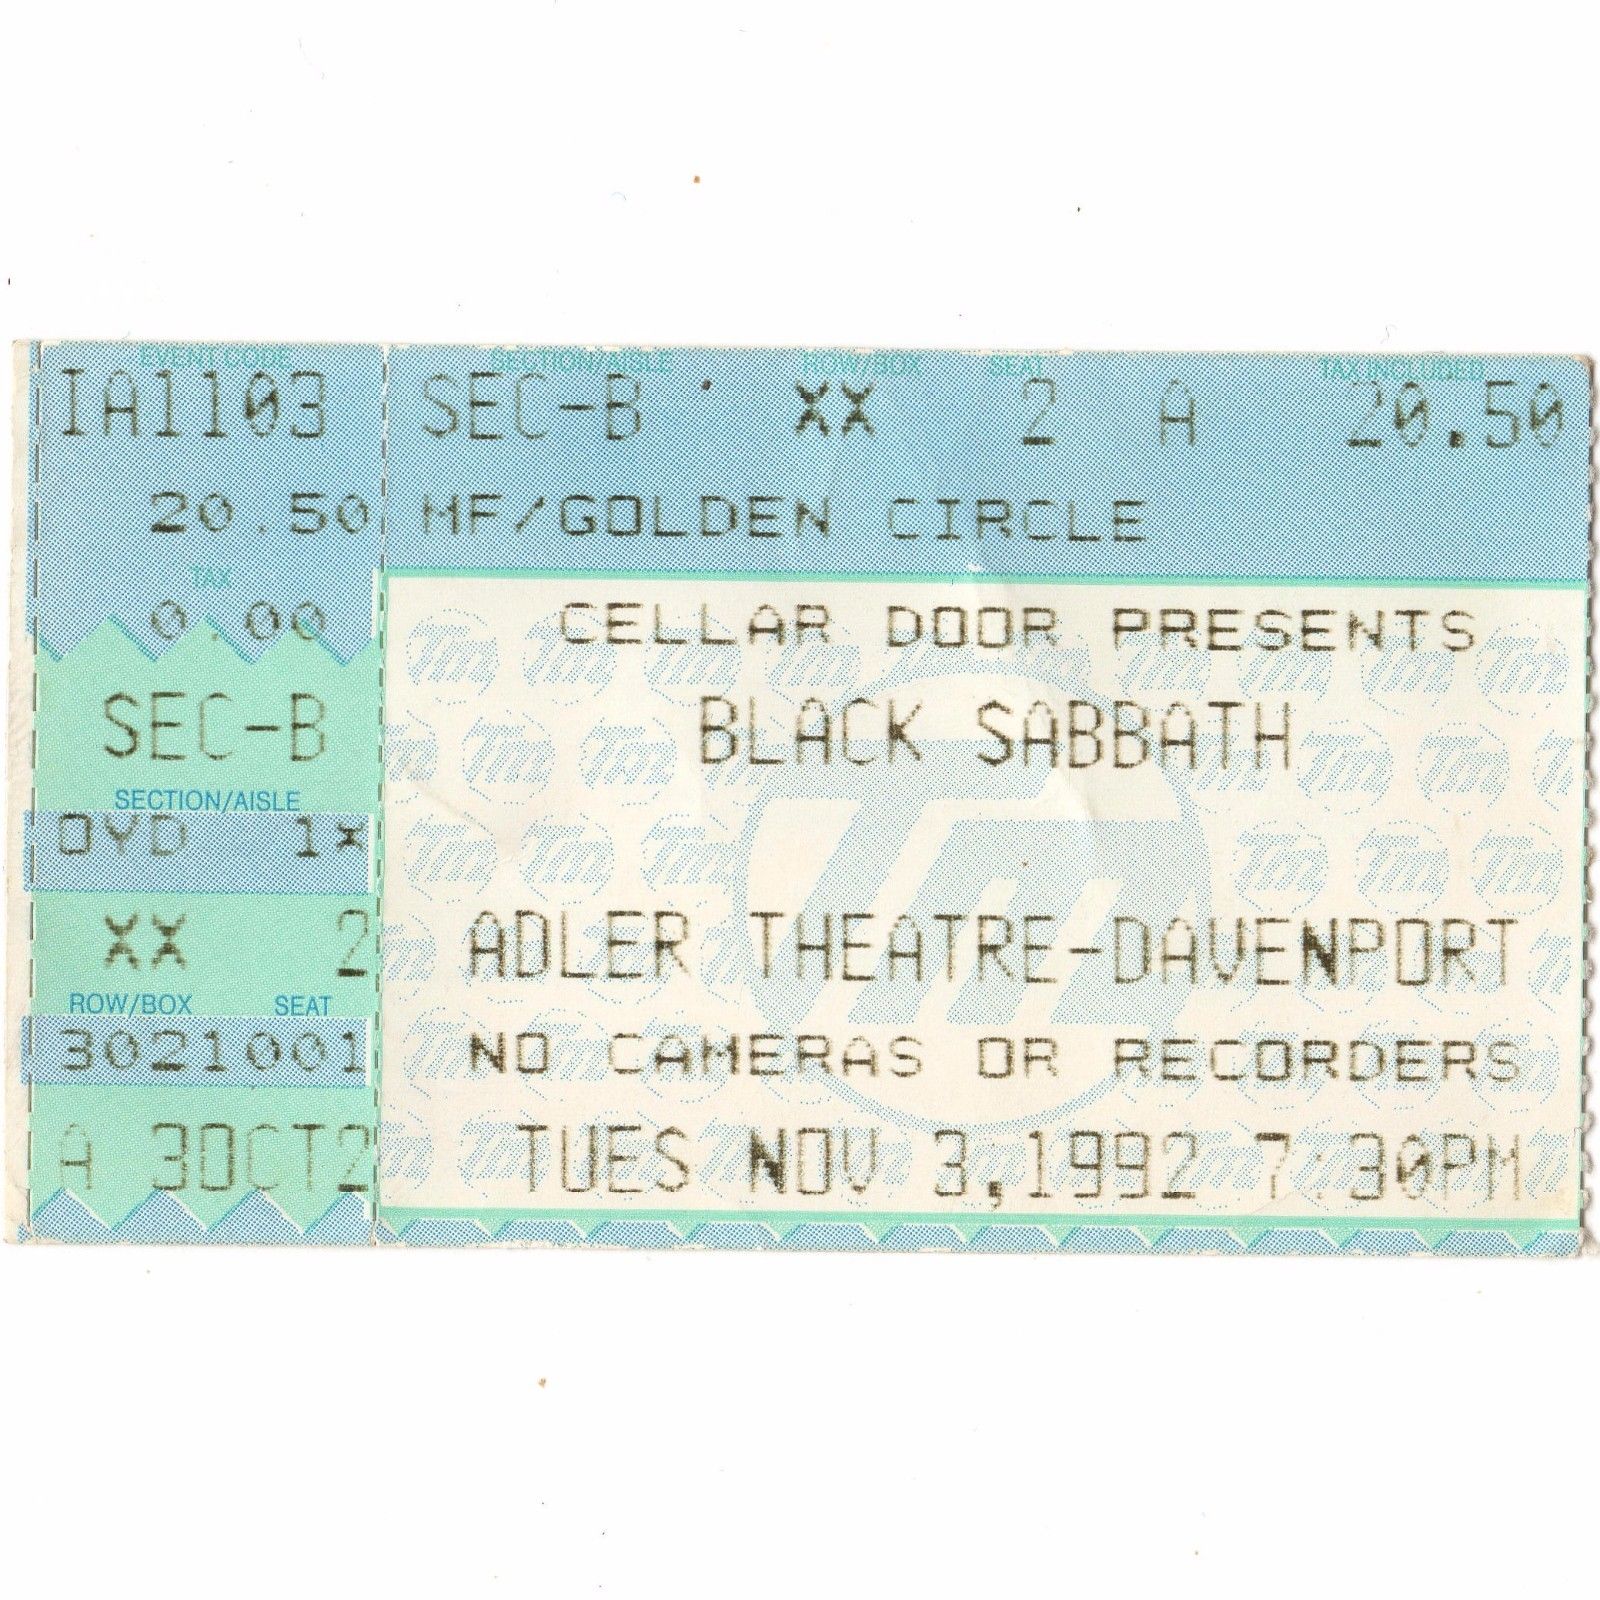 EVENT CODE
IA1103
20.50
TAX
0.00
SEC-B
SECTION/AISLE
OYD 1*
XX 2
ROW/BOX SEAT
3021001
A 3OCT2
SECTION/AISLE ROW/BOX SEAT TAX INCLUDED
SEC-B XX 2 A 20.50
MF/GOLDEN CIRCLE
CELLAR DOOR PRESENTS
BLACK SABBATH
ADLER THEATRE-DAVENPORT
NO CAMERAS OR RECORDERS
TUES NOV 3,1992 7:30PM